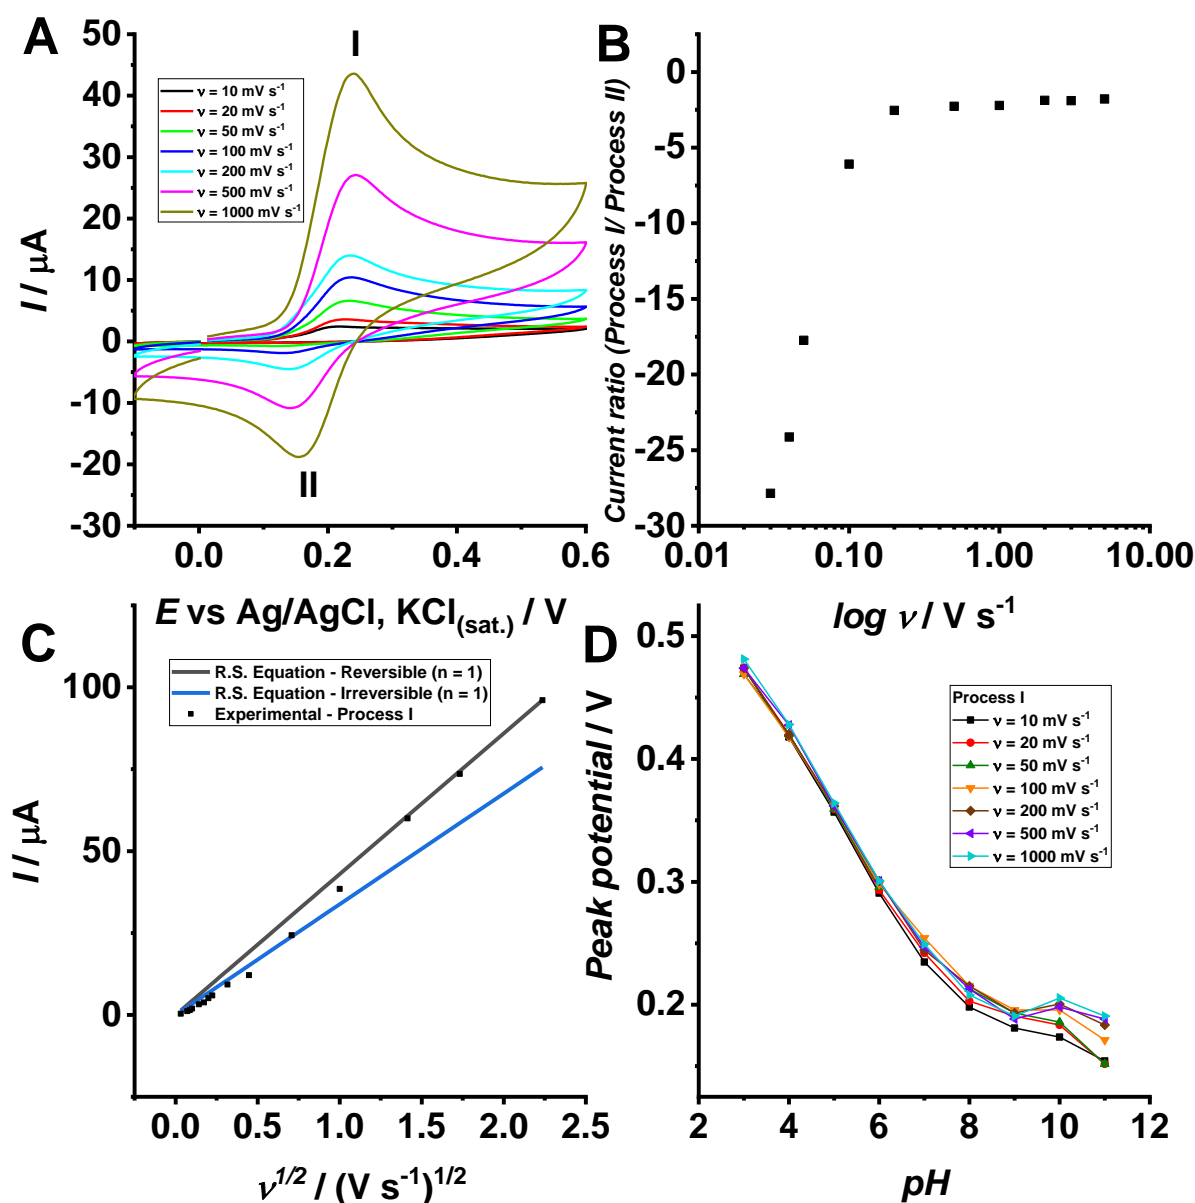 A
I
ν = 10 mV s⁻¹
ν = 20 mV s⁻¹
ν = 50 mV s⁻¹
ν = 100 mV s⁻¹
ν = 200 mV s⁻¹
ν = 500 mV s⁻¹
ν = 1000 mV s⁻¹
50
40
30
20
10
0
-10
-20
-30
I / μA
II
0.0
0.2
0.4
0.6
E vs Ag/AgCl, KCl(sat.) / V
B
0
-5
-10
-15
-20
-25
-30
Current ratio (Process I/ Process II)
0.01
0.10
1.00
10.00
log ν / V s⁻¹
C
R.S. Equation - Reversible (n = 1)
R.S. Equation - Irreversible (n = 1)
Experimental - Process I
100
50
0
I / μA
0.0
0.5
1.0
1.5
2.0
2.5
ν^1/2 / (V s⁻¹)^1/2
D
Process I
ν = 10 mV s⁻¹
ν = 20 mV s⁻¹
ν = 50 mV s⁻¹
ν = 100 mV s⁻¹
ν = 200 mV s⁻¹
ν = 500 mV s⁻¹
ν = 1000 mV s⁻¹
0.5
0.4
0.3
0.2
Peak potential / V
2
4
6
8
10
12
pH